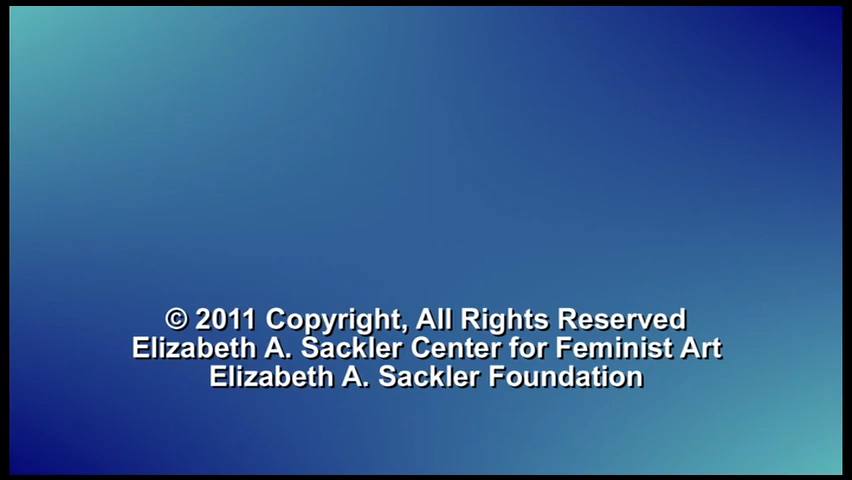 © 2011 Copyright, All Rights Reserved
Elizabeth A. Sackler Center for Feminist Art
Elizabeth A. Sackler Foundation